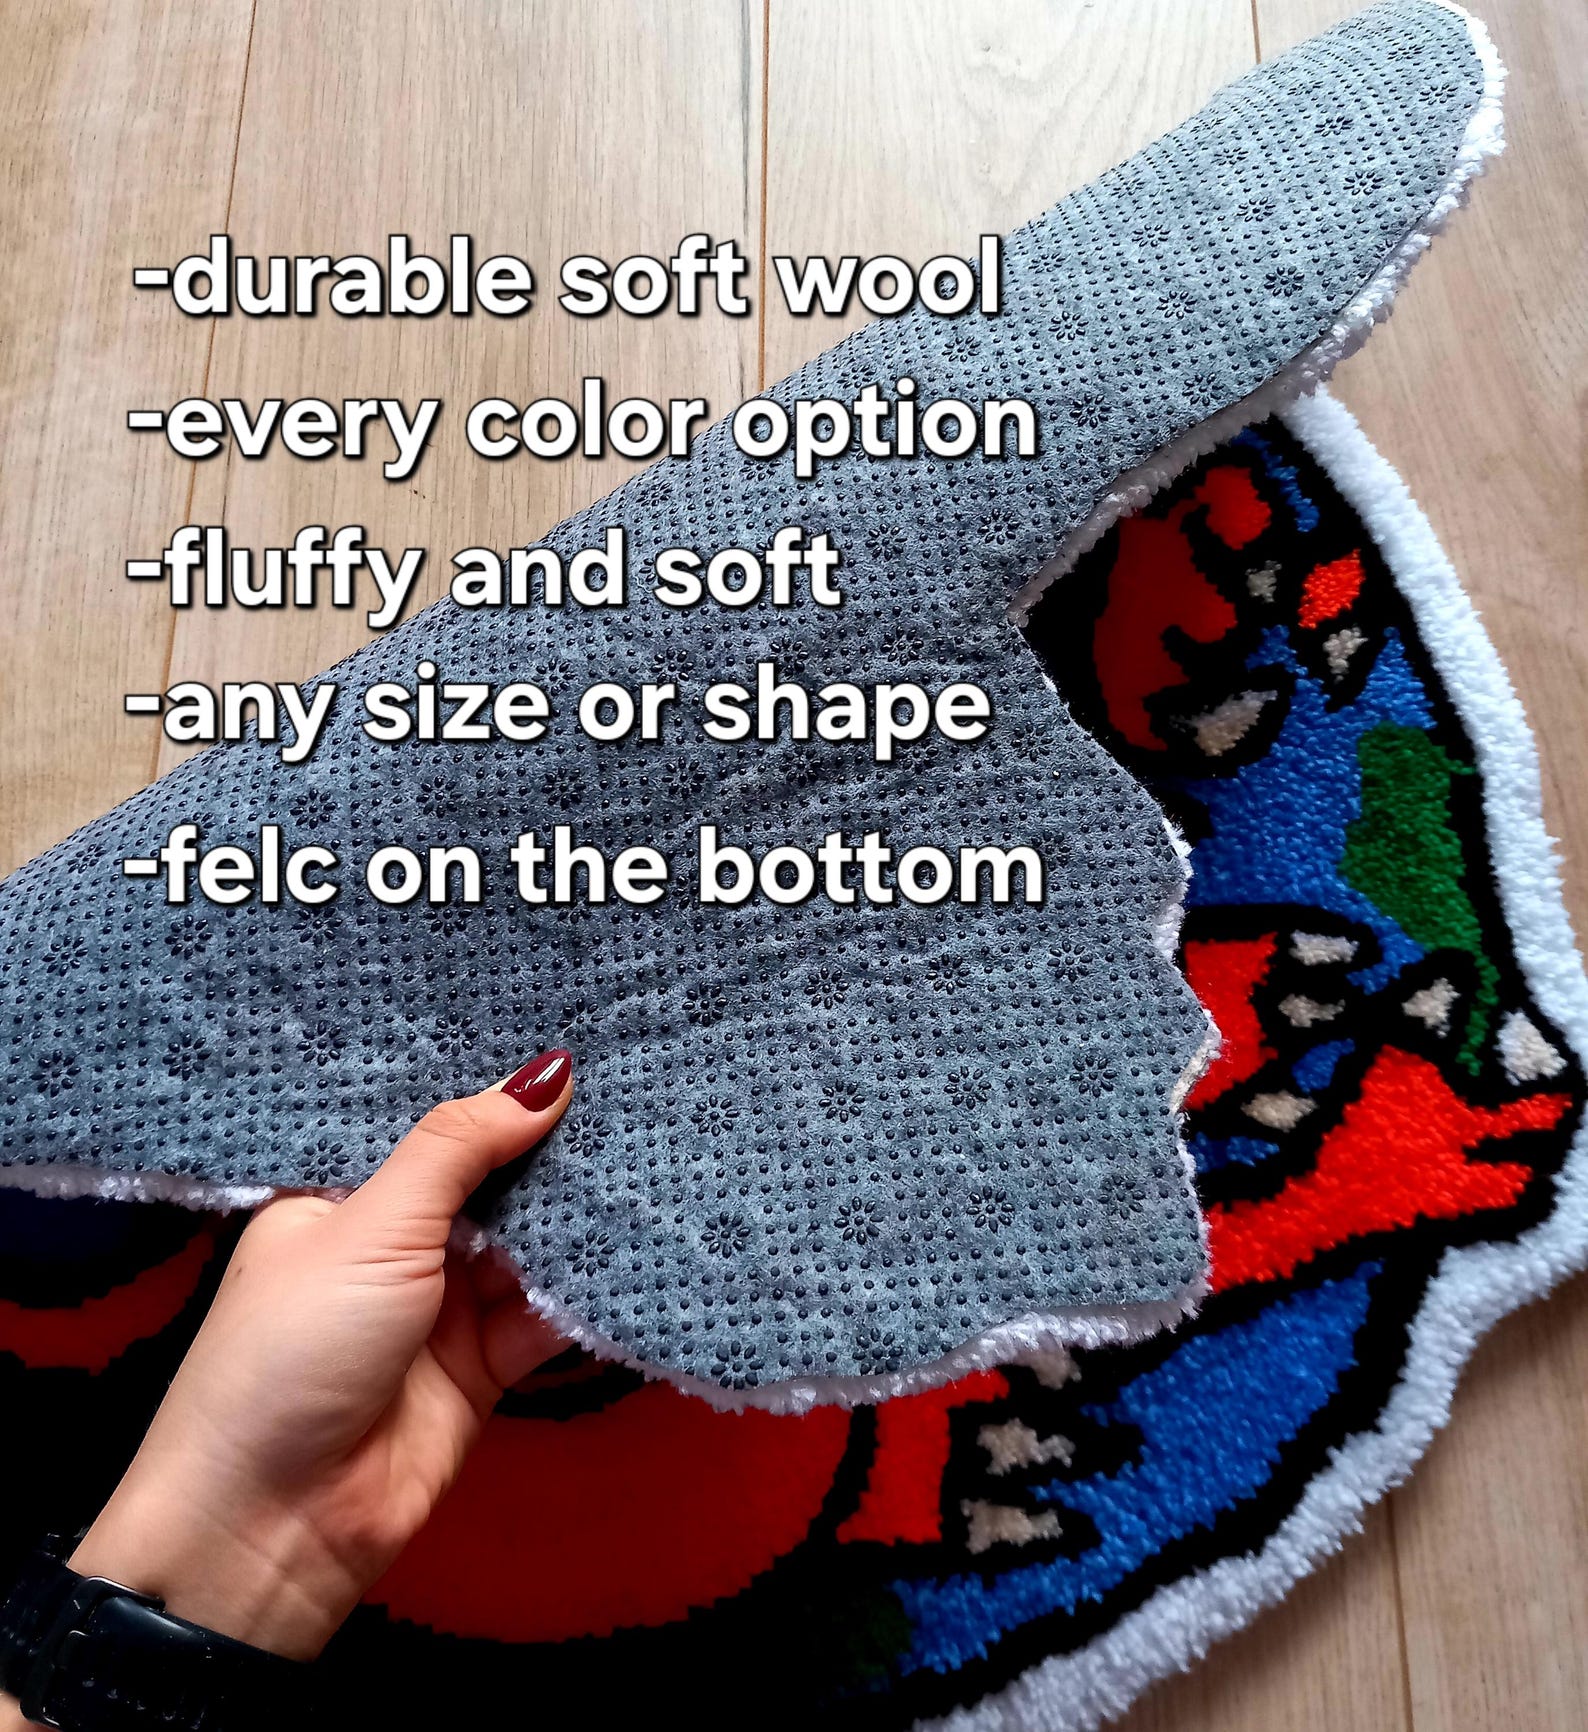 -durable soft wool
-every color option
-fluffy and soft
-any size or shape
-felc on the bottom